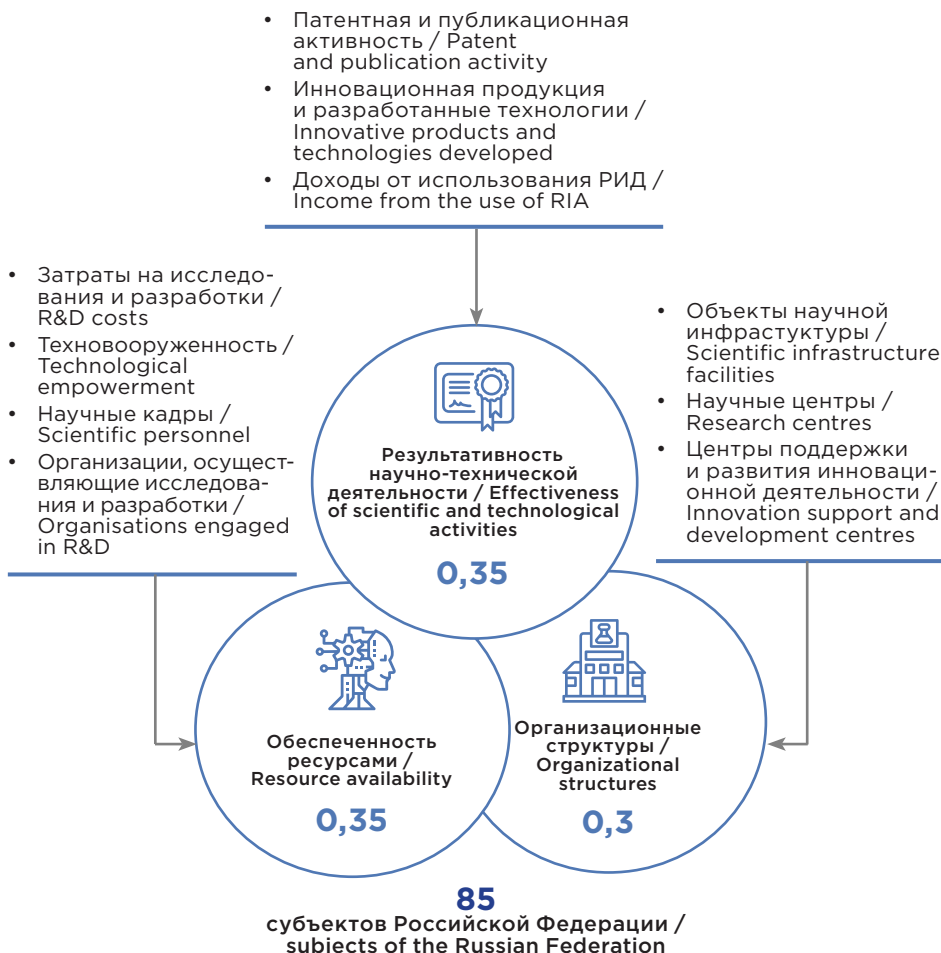 • Патентная и публикационная
активность / Patent
and publication activity
• Инновационная продукция
и разработанные технологии /
Innovative products and
technologies developed
• Доходы от использования РИД /
Income from the use of RIA
• Затраты на исследо-
вания и разработки /
R&D costs
• Техновооруженность /
Technological
empowerment
• Научные кадры /
Scientific personnel
• Организации, осущест-
вляющие исследова-
ния и разработки /
Organisations engaged
in R&D
• Объекты научной
инфрастуктуры /
Scientific infrastructure
facilities
• Научные центры /
Research centres
• Центры поддержки
и развития инноваци-
онной деятельности /
Innovation support and
development centres
Результативность
научно-технической
деятельности / Effectiveness
of scientific and technological
activities
0,35
Обеспеченность
ресурсами /
Resource availability
0,35
Организационные
структуры /
Organizational
structures
0,3
85
субъектов Российской Федерации /
subjects of the Russian Federation